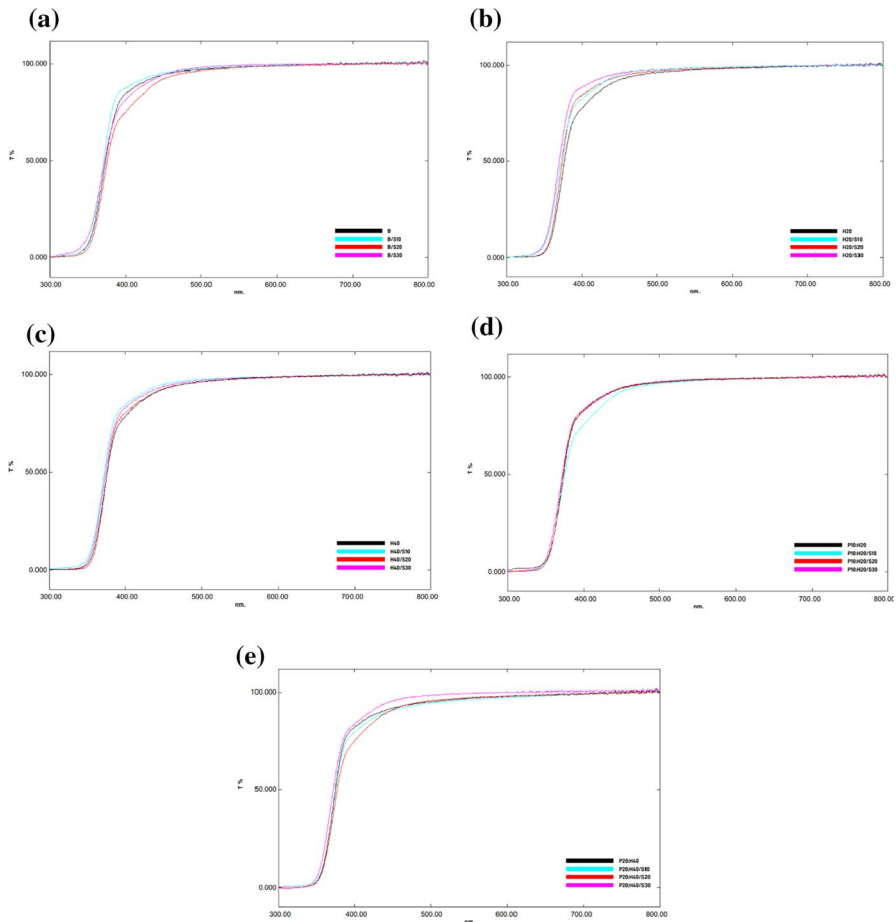 (a)
100.000
50.000
0.000
T %
300.00 400.00 500.00 600.00 700.00 800.00
nm.
B
B/S10
B/S20
B/S30
(b)
100.000
50.000
0.000
T %
300.00 400.00 500.00 600.00 700.00 800.00
nm.
H20
H20/S10
H20/S20
H20/S30
(c)
100.000
50.000
0.000
T %
300.00 400.00 500.00 600.00 700.00 800.00
nm.
H40
H40/S10
H40/S20
H40/S30
(d)
100.000
50.000
0.000
T %
300.00 400.00 500.00 600.00 700.00 800.00
nm.
P10:H20
P10:H20/S10
P10:H20/S20
P10:H20/S30
(e)
100.000
50.000
0.000
T %
300.00 400.00 500.00 600.00 700.00 800.00
P20:H40
P20:H40/S10
P20:H40/S20
P20:H40/S30